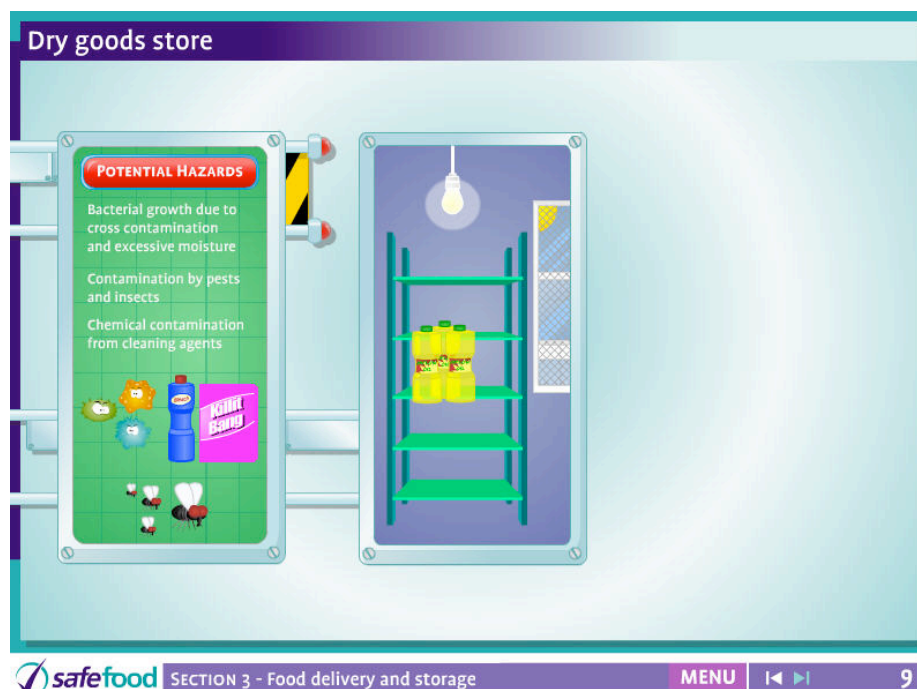 Dry goods store
POTENTIAL HAZARDS
Bacterial growth due to
cross contamination
and excessive moisture
Contamination by pests
and insects
Chemical contamination
from cleaning agents
Killit
Bang
safefood SECTION 3 - Food delivery and storage
MENU
9